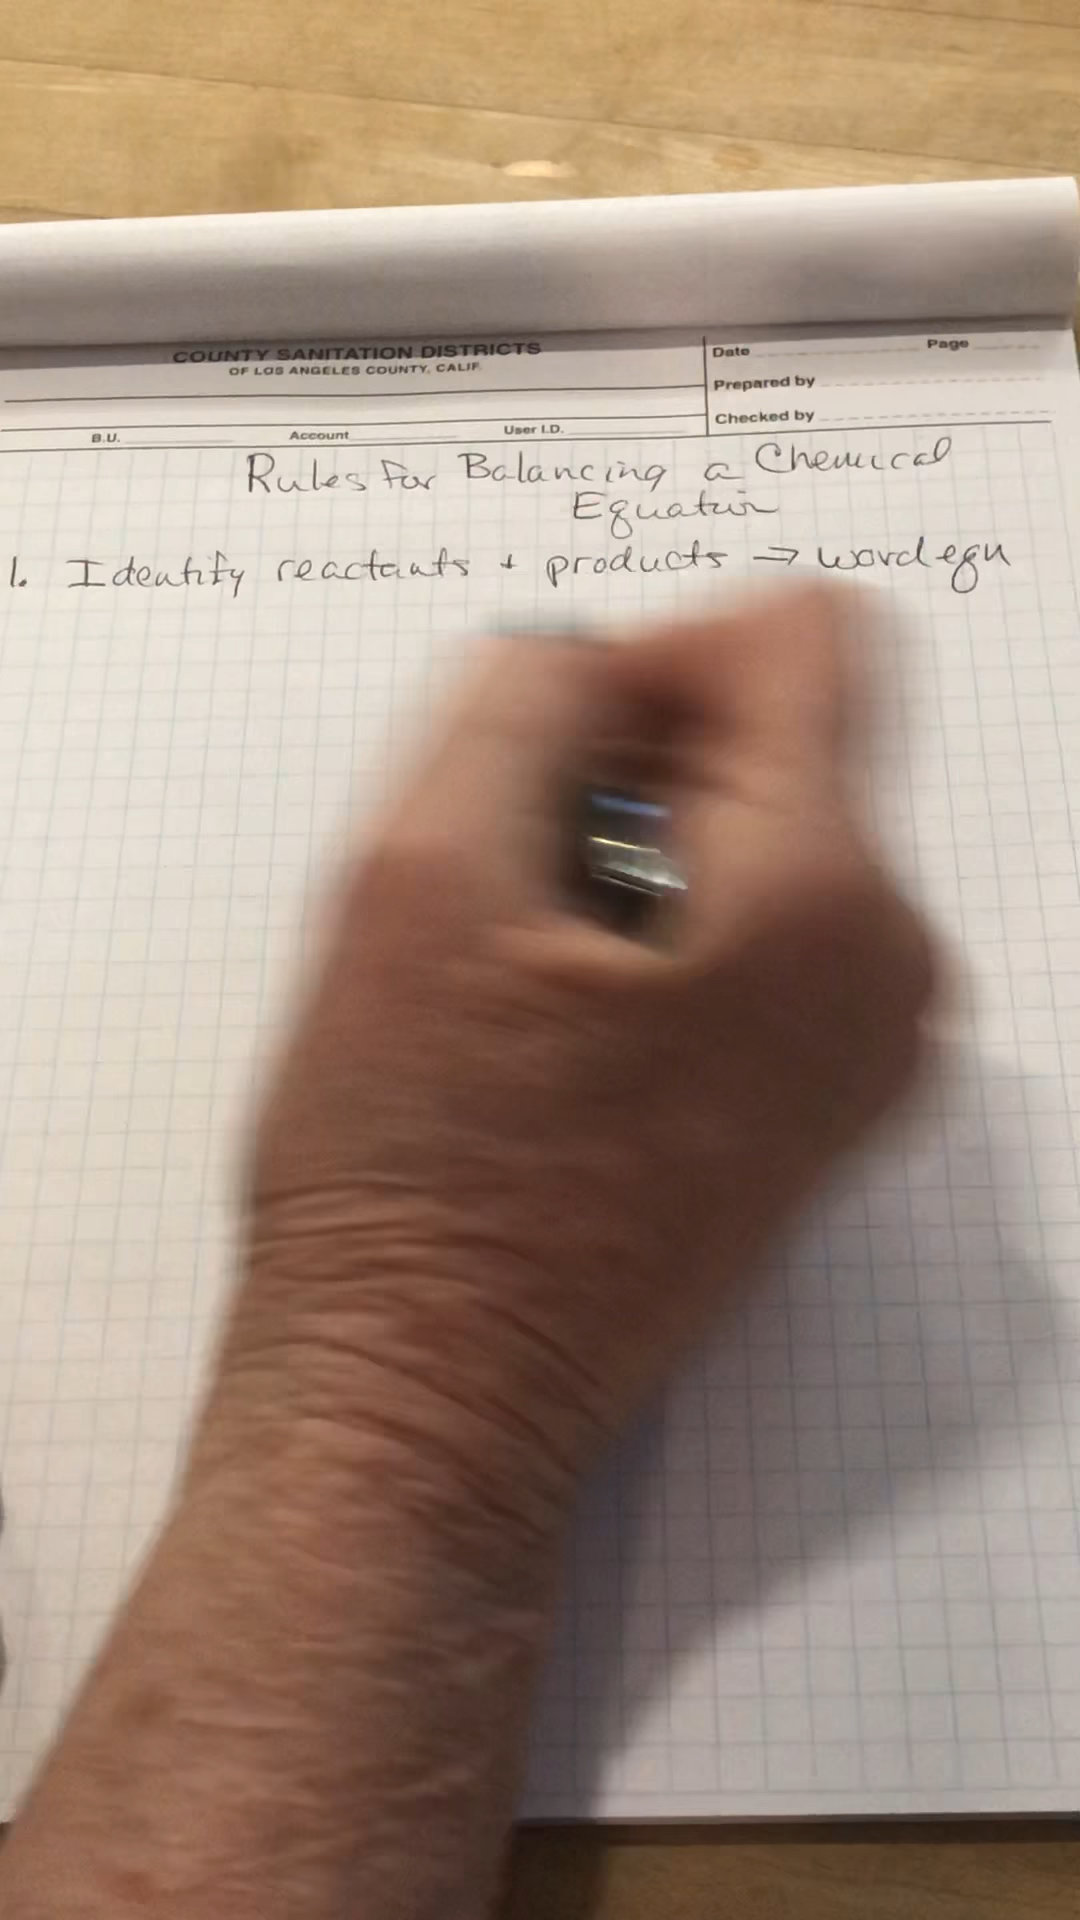 COUNTY SANITATION DISTRICTS
OF LOS ANGELES COUNTY, CALIF.
Date Page
Prepared by
Checked by
B.U. Account User I.D.
Rules for Balancing a Chemical
Equation
1. Identify reactants + products → word eqn